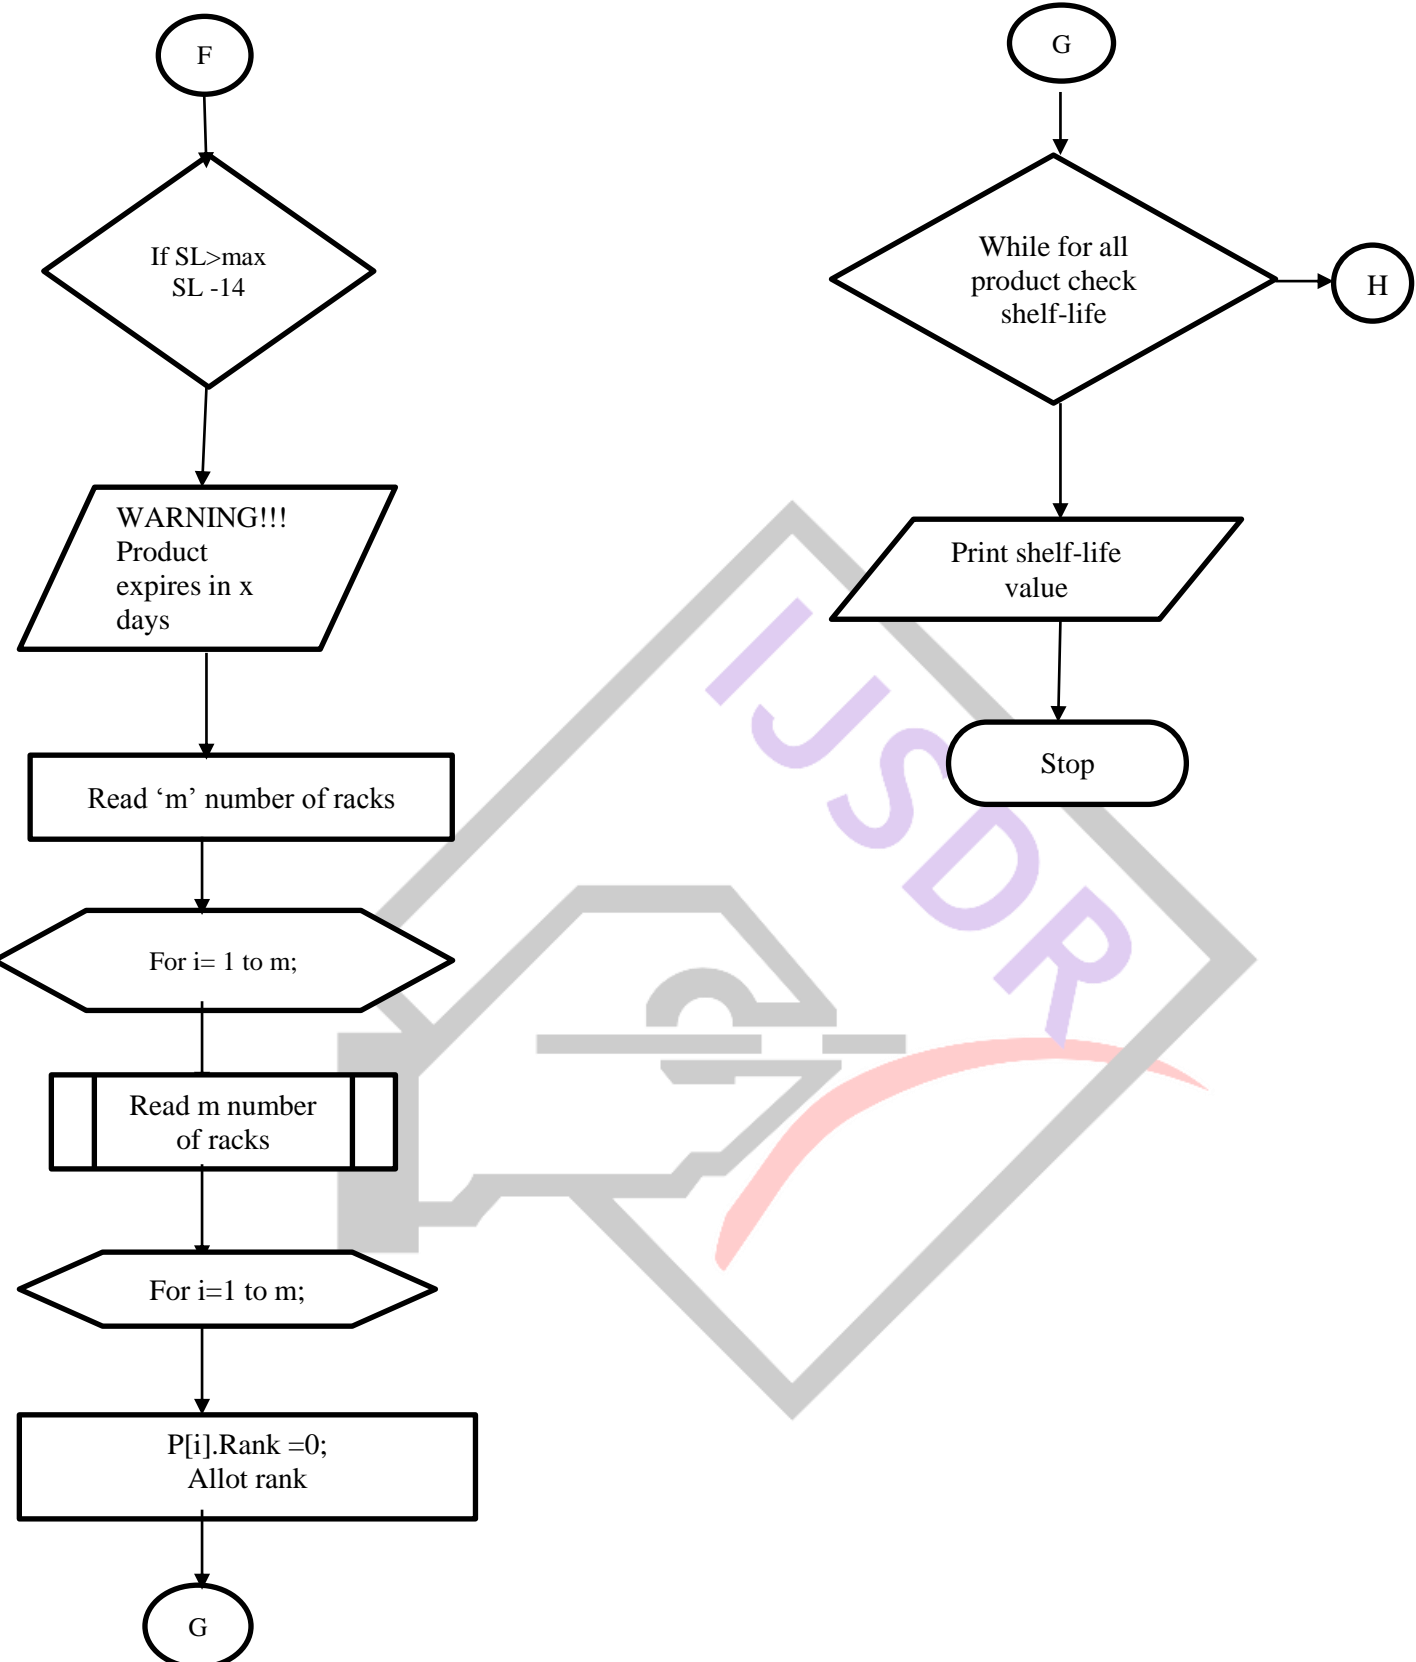 F
If SL>max
SL -14
WARNING!!!
Product
expires in x
days
Read ‘m’ number of racks
For i= 1 to m;
Read m number
of racks
For i=1 to m;
P[i].Rank =0;
Allot rank
G
G
While for all
product check
shelf-life
H
Print shelf-life
value
Stop
IJSDR